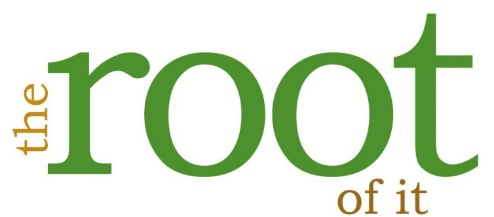 the
root
of it